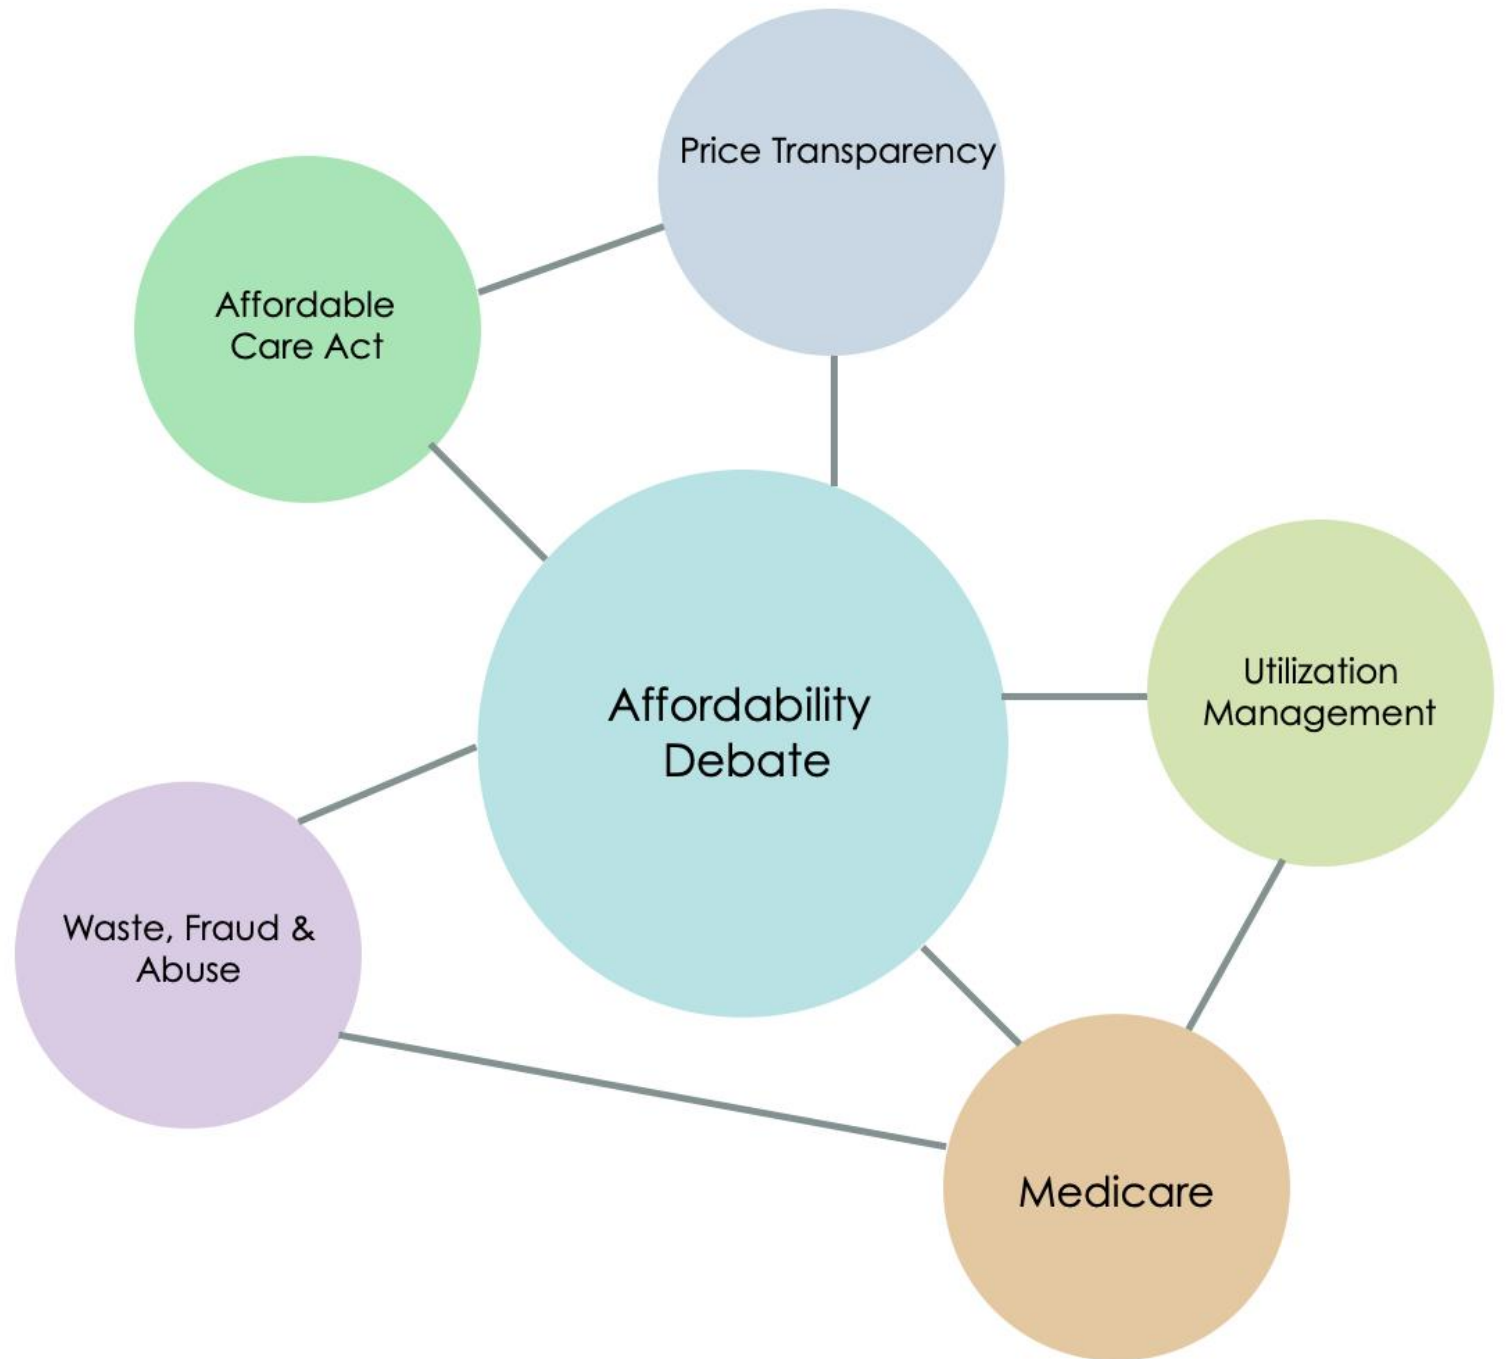 Price Transparency
Affordable
Care Act
Affordability
Debate
Utilization
Management
Waste, Fraud &
Abuse
Medicare